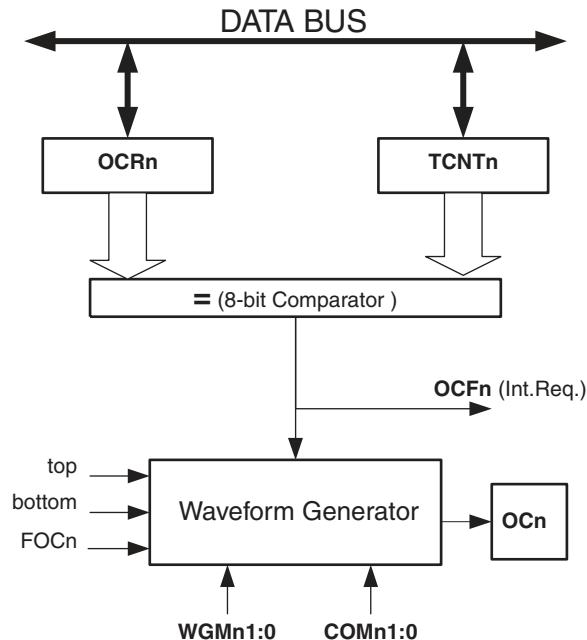 DATA BUS
OCRn
TCNTn
= (8-bit Comparator )
OCFn (Int.Req.)
top
bottom
FOCn
Waveform Generator
OCn
WGMn1:0
COMn1:0